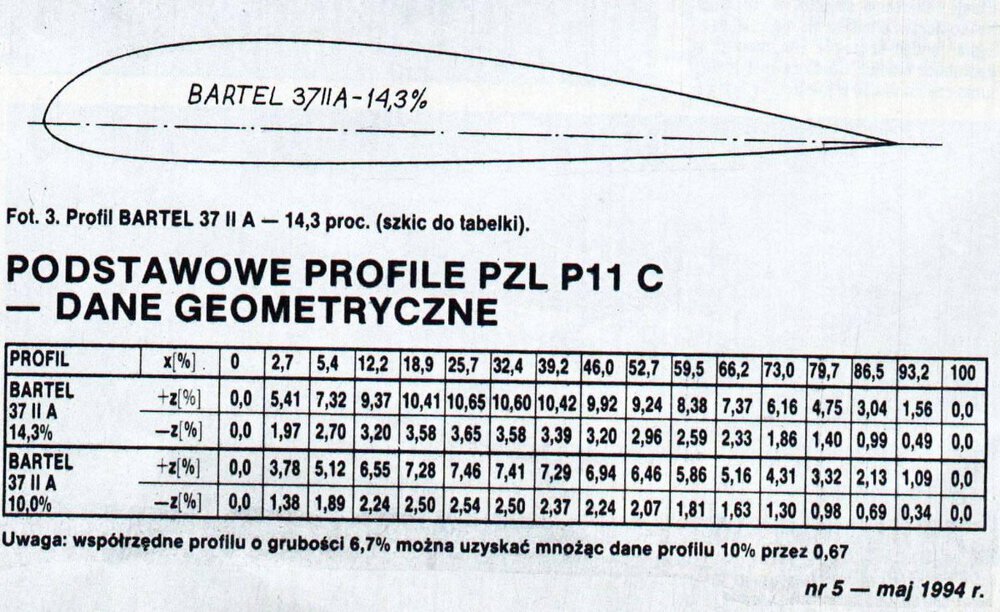 BARTEL 37IIA-14,3%
Fot. 3. Profil BARTEL 37 II A — 14,3 proc. (szkic do tabelki).
PODSTAWOWE PROFILE PZL P11 C
— DANE GEOMETRYCZNE
PROFIL x[%] 0 2,7 5,4 12,2 18,9 25,7 32,4 39,2 46,0 52,7 59,5 66,2 73,0 79,7 86,5 93,2 100
BARTEL
37 II A
14,3%
+z[%] 0,0 5,41 7,32 9,37 10,41 10,65 10,60 10,42 9,92 9,24 8,38 7,37 6,16 4,75 3,04 1,56 0,0
—z[%] 0,0 1,97 2,70 3,20 3,58 3,65 3,58 3,39 3,20 2,96 2,59 2,33 1,86 1,40 0,99 0,49 0,0
BARTEL
37 II A
10,0%
+z[%] 0,0 3,78 5,12 6,55 7,28 7,46 7,41 7,29 6,94 6,46 5,86 5,16 4,31 3,32 2,13 1,09 0,0
—z[%] 0,0 1,38 1,89 2,24 2,50 2,54 2,50 2,37 2,24 2,07 1,81 1,63 1,30 0,98 0,69 0,34 0,0
Uwaga: współrzędne profilu o grubości 6,7% można uzyskać mnożąc dane profilu 10% przez 0,67
nr 5 — maj 1994 r.